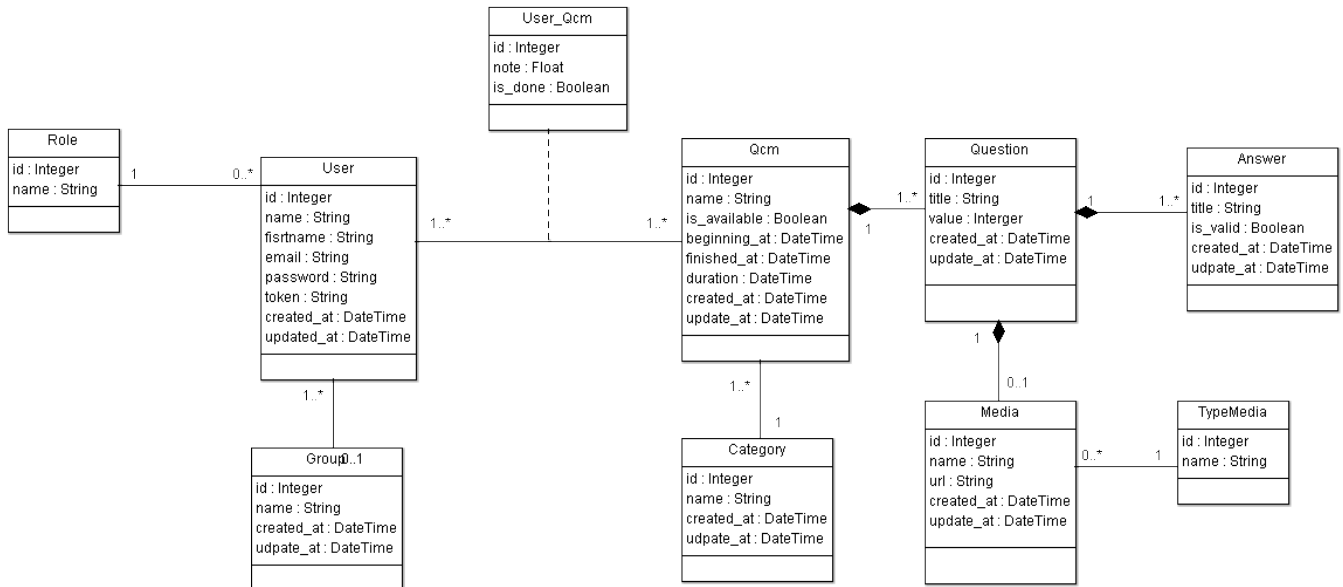 User_Qcm
id : Integer
note : Float
is_done : Boolean
Role
id : Integer
name : String
1
0..*
User
id : Integer
name : String
fisrtname : String
email : String
password : String
token : String
created_at : DateTime
updated_at : DateTime
1..*
1..*
Qcm
id : Integer
name : String
is_available : Boolean
beginning_at : DateTime
finished_at : DateTime
duration : DateTime
created_at : DateTime
update_at : DateTime
1
1..*
Question
id : Integer
title : String
value : Interger
created_at : DateTime
update_at : DateTime
1
1..*
Answer
id : Integer
title : String
is_valid : Boolean
created_at : DateTime
udpate_at : DateTime
1..*
0..1
Group
id : Integer
name : String
created_at : DateTime
udpate_at : DateTime
1..*
1
Category
id : Integer
name : String
created_at : DateTime
udpate_at : DateTime
1
0..1
Media
id : Integer
name : String
url : String
created_at : DateTime
update_at : DateTime
0..*
1
TypeMedia
id : Integer
name : String